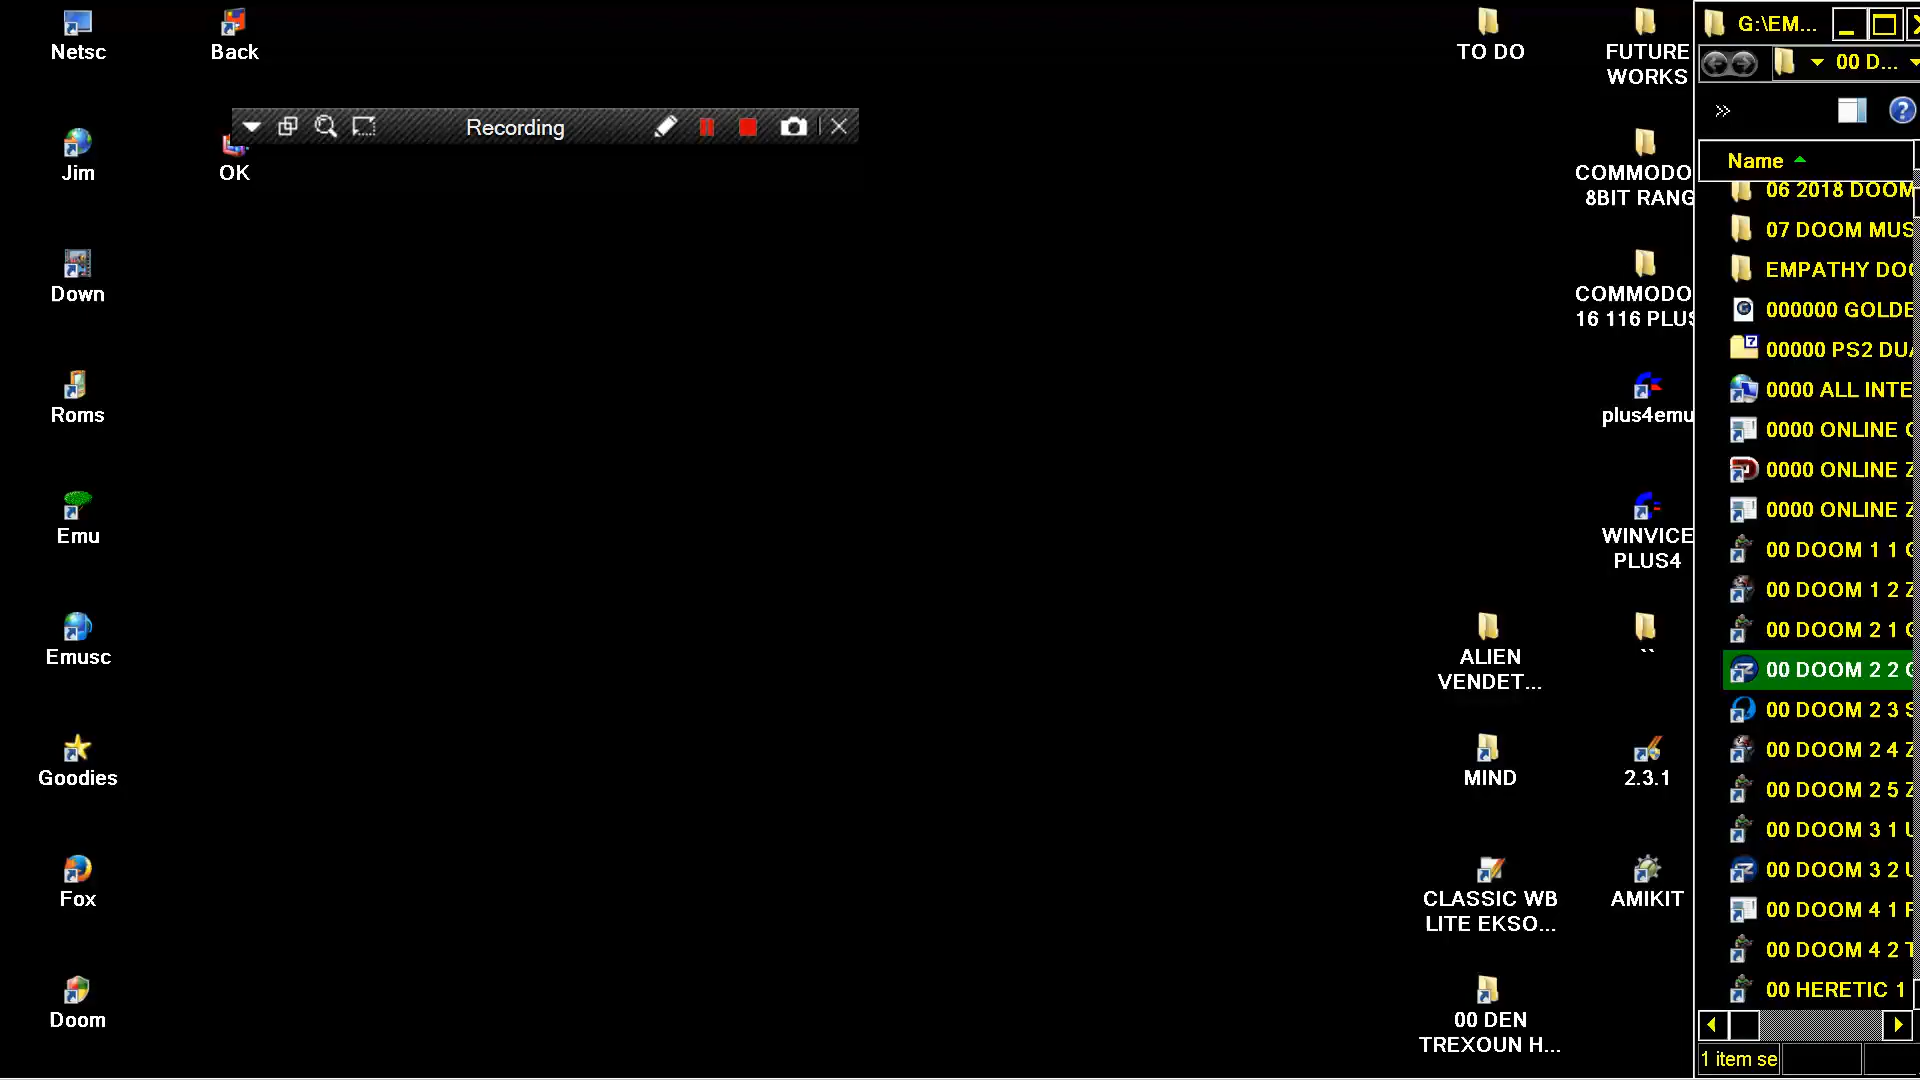 Netsc
Back
Jim
OK
Down
Roms
Emu
Emusc
Goodies
Fox
Doom
Recording
TO DO
FUTURE
WORKS
COMMODO
8BIT RANG
COMMODO
16 116 PLUS
plus4emu
WINVICE
PLUS4
ALIEN
VENDET...
``
MIND
2.3.1
CLASSIC WB
LITE EKSO...
AMIKIT
00 DEN
TREXOUN H...
G:\EM...
00 D...
Name
06 2018 DOOM
07 DOOM MUS
EMPATHY DOO
000000 GOLDE
00000 PS2 DUA
0000 ALL INTE
0000 ONLINE
0000 ONLINE Z
0000 ONLINE Z
00 DOOM 1 1
00 DOOM 1 2 Z
00 DOOM 2 1
00 DOOM 2 2
00 DOOM 2 3 S
00 DOOM 2 4 Z
00 DOOM 2 5 Z
00 DOOM 3 1 U
00 DOOM 3 2 U
00 DOOM 4 1
00 DOOM 4 2 T
00 HERETIC 1
1 item se